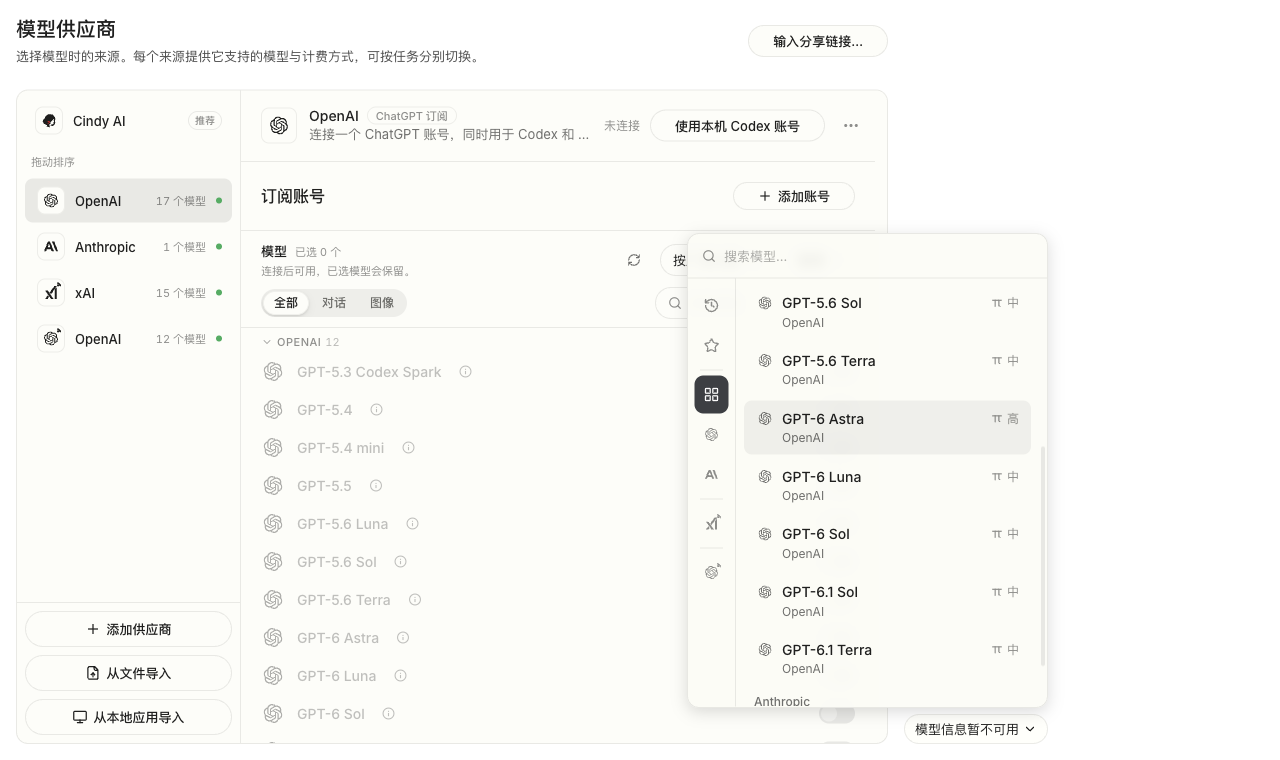 模型供应商
选择模型时的来源。每个来源提供它支持的模型与计费方式，可按任务分别切换。
输入分享链接...
Cindy AI
推荐
拖动排序
OpenAI
17 个模型
Anthropic
1 个模型
xAI
15 个模型
OpenAI
12 个模型
添加供应商
从文件导入
从本地应用导入
OpenAI
ChatGPT 订阅
连接一个 ChatGPT 账号，同时用于 Codex 和 ...
未连接
使用本机 Codex 账号
订阅账号
添加账号
模型
已选 0 个
连接后可用，已选模型会保留。
按
全部
对话
图像
OPENAI 12
GPT-5.3 Codex Spark
GPT-5.4
GPT-5.4 mini
GPT-5.5
GPT-5.6 Luna
GPT-5.6 Sol
GPT-5.6 Terra
GPT-6 Astra
GPT-6 Luna
GPT-6 Sol
搜索模型...
GPT-5.6 Sol
π 中
OpenAI
GPT-5.6 Terra
π 中
OpenAI
GPT-6 Astra
π 高
OpenAI
GPT-6 Luna
π 中
OpenAI
GPT-6 Sol
π 中
OpenAI
GPT-6.1 Sol
π 中
OpenAI
GPT-6.1 Terra
π 中
OpenAI
Anthropic
模型信息暂不可用